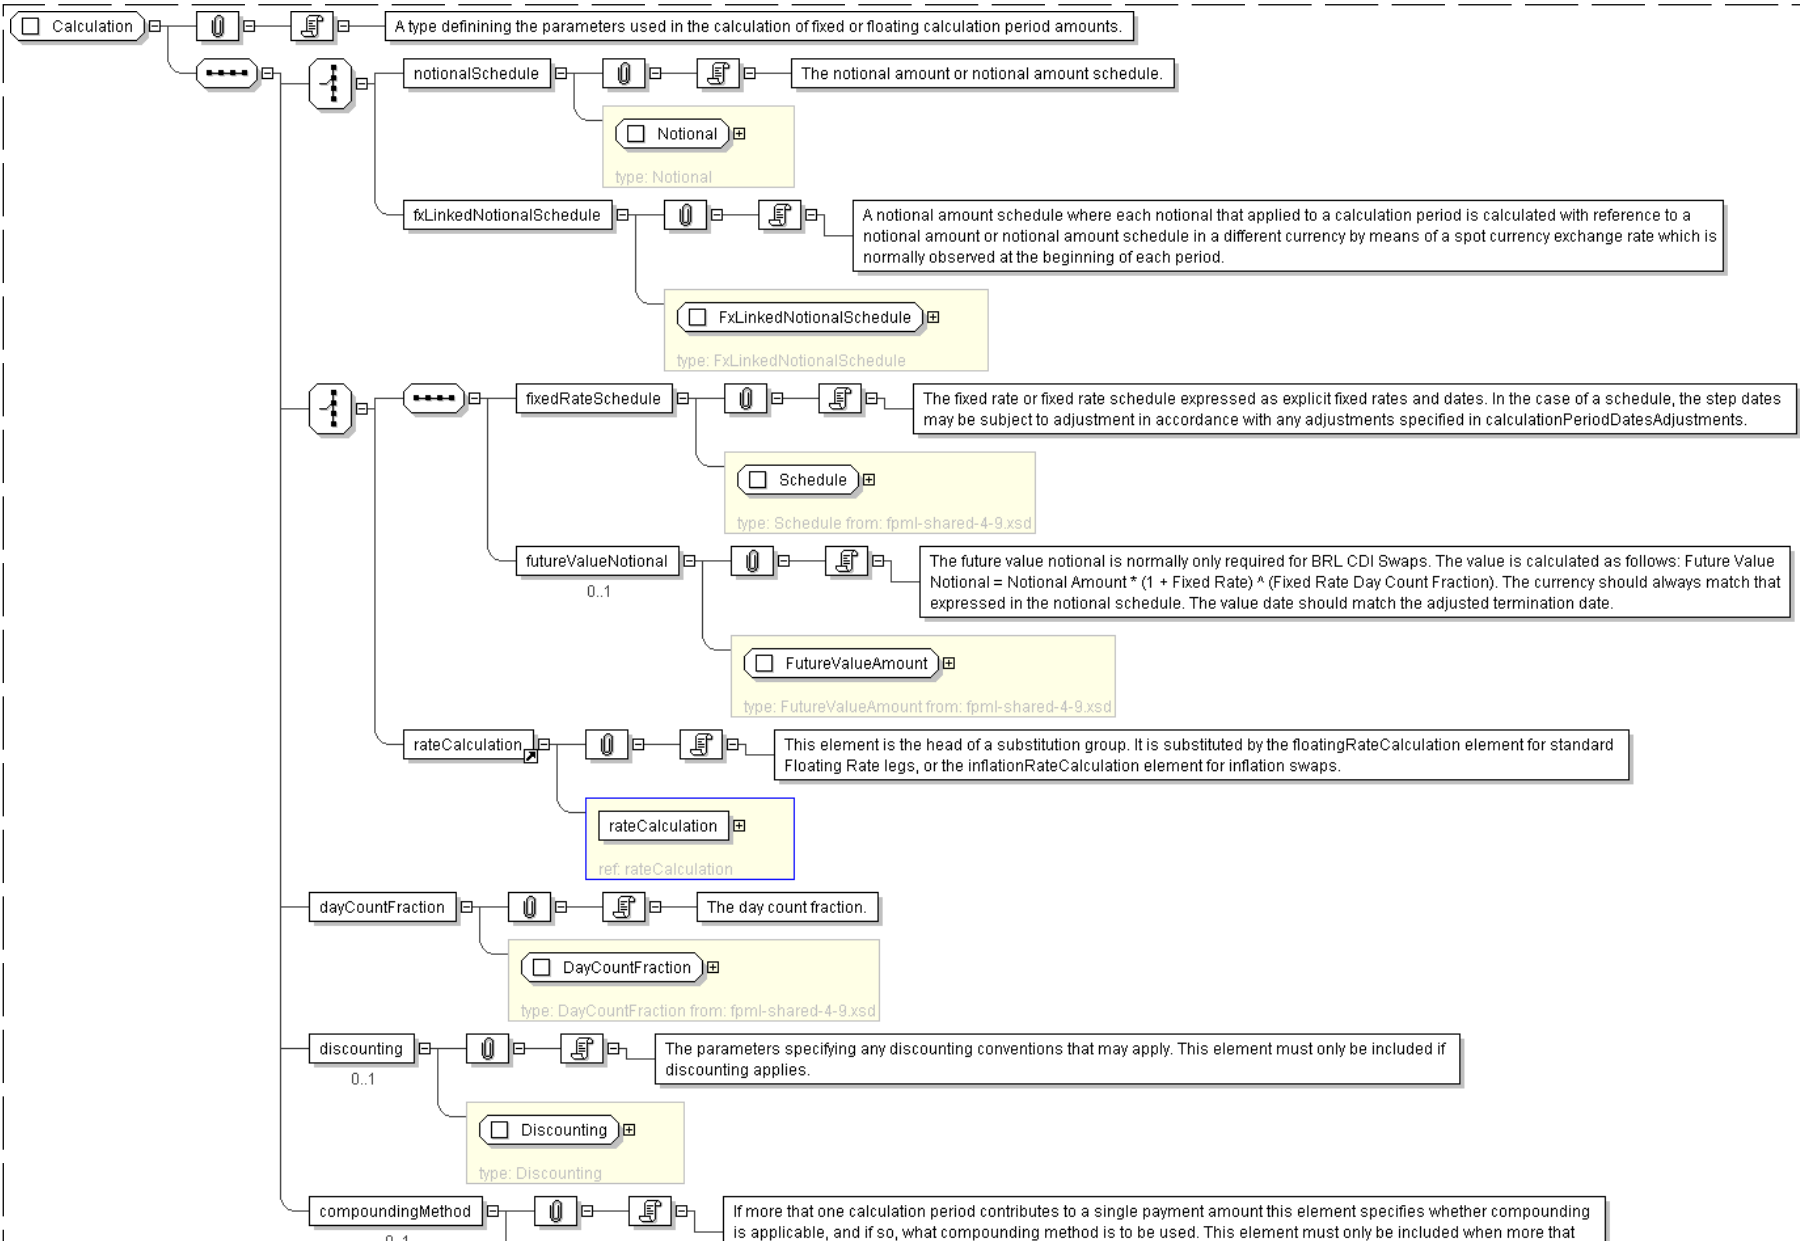 Calculation
A type definining the parameters used in the calculation of fixed or floating calculation period amounts.
notionalSchedule
The notional amount or notional amount schedule.
Notional
type: Notional
fxLinkedNotionalSchedule
A notional amount schedule where each notional that applied to a calculation period is calculated with reference to a
notional amount or notional amount schedule in a different currency by means of a spot currency exchange rate which is
normally observed at the beginning of each period.
FxLinkedNotionalSchedule
type: FxLinkedNotionalSchedule
fixedRateSchedule
The fixed rate or fixed rate schedule expressed as explicit fixed rates and dates. In the case of a schedule, the step dates
may be subject to adjustment in accordance with any adjustments specified in calculationPeriodDatesAdjustments.
Schedule
type: Schedule from: fpml-shared-4-9.xsd
futureValueNotional
0..1
The future value notional is normally only required for BRL CDI Swaps. The value is calculated as follows: Future Value
Notional = Notional Amount * (1 + Fixed Rate) ^ (Fixed Rate Day Count Fraction). The currency should always match that
expressed in the notional schedule. The value date should match the adjusted termination date.
FutureValueAmount
type: FutureValueAmount from: fpml-shared-4-9.xsd
rateCalculation
This element is the head of a substitution group. It is substituted by the floatingRateCalculation element for standard
Floating Rate legs, or the inflationRateCalculation element for inflation swaps.
rateCalculation
ref: rateCalculation
dayCountFraction
The day count fraction.
DayCountFraction
type: DayCountFraction from: fpml-shared-4-9.xsd
discounting
0..1
The parameters specifying any discounting conventions that may apply. This element must only be included if
discounting applies.
Discounting
type: Discounting
compoundingMethod
0..1
If more that one calculation period contributes to a single payment amount this element specifies whether compounding
is applicable, and if so, what compounding method is to be used. This element must only be included when more that